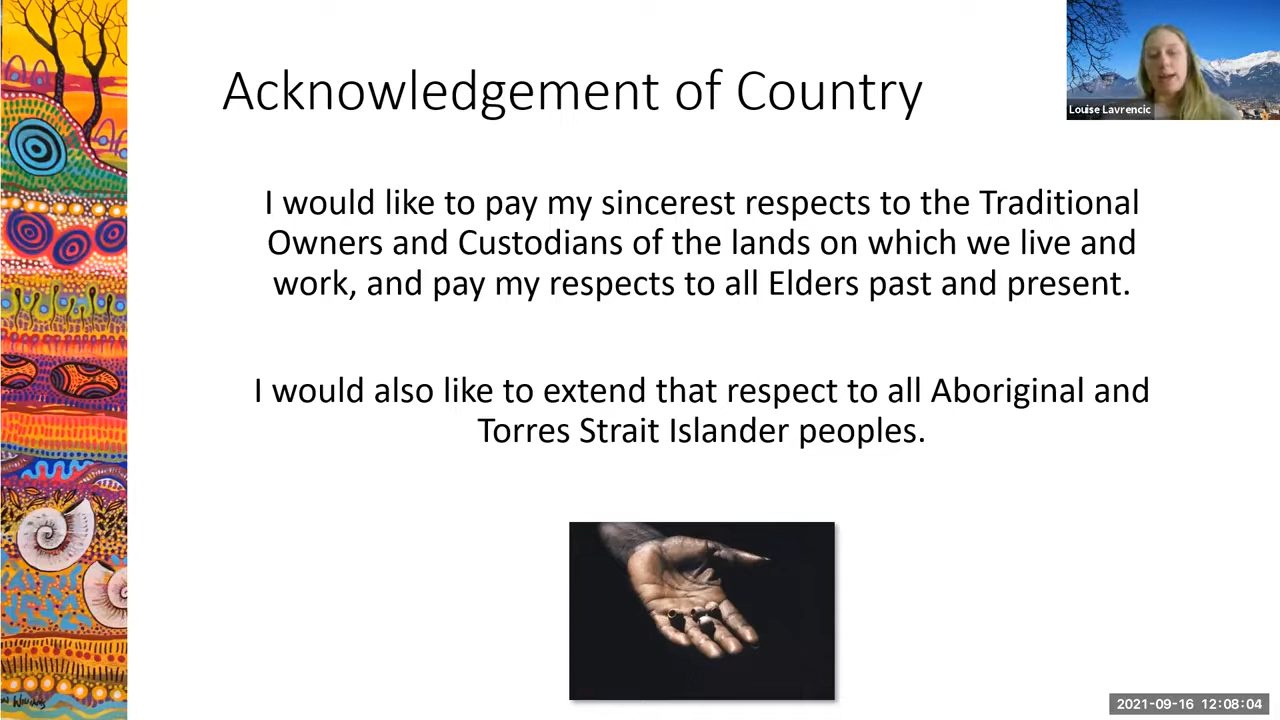 Acknowledgement of Country
Louise Lavrencic
I would like to pay my sincerest respects to the Traditional
Owners and Custodians of the lands on which we live and
work, and pay my respects to all Elders past and present.
I would also like to extend that respect to all Aboriginal and
Torres Strait Islander peoples.
2021-09-16 12:08:04